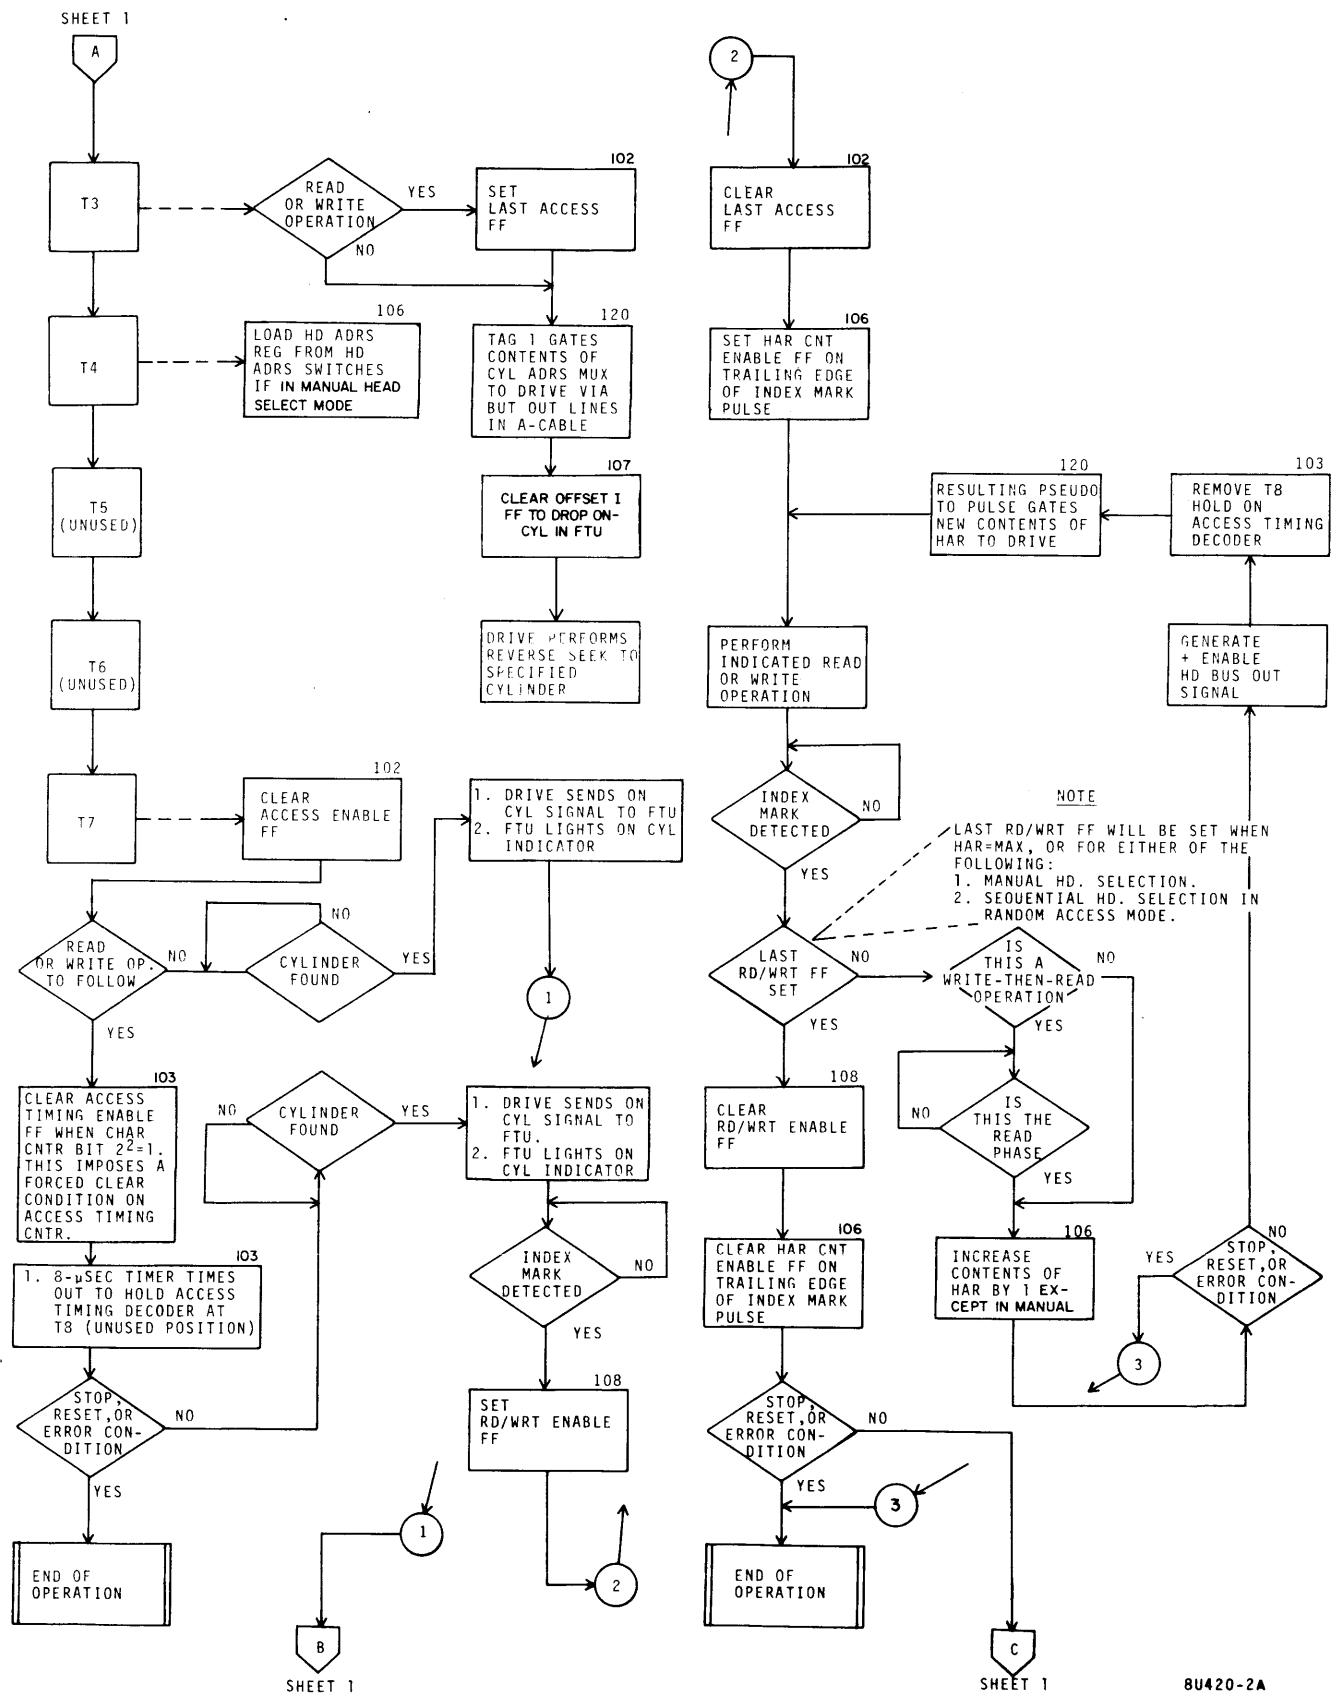 SHEET 1
A
T3
READ
OR WRITE
OPERATION
YES
NO
102
SET
LAST ACCESS
FF
T4
106
LOAD HD ADRS
REG FROM HD
ADRS SWITCHES
IF IN MANUAL HEAD
SELECT MODE
120
TAG 1 GATES
CONTENTS OF
CYL ADRS MUX
TO DRIVE VIA
BUT OUT LINES
IN A-CABLE
T5
(UNUSED)
107
CLEAR OFFSET I
FF TO DROP ON-
CYL IN FTU
T6
(UNUSED)
DRIVE PERFORMS
REVERSE SEEK TO
SPECIFIED
CYLINDER
T7
102
CLEAR
ACCESS ENABLE
FF
1. DRIVE SENDS ON
CYL SIGNAL TO FTU
2. FTU LIGHTS ON CYL
INDICATOR
READ
OR WRITE OP.
TO FOLLOW
NO
YES
NO
CYLINDER
FOUND
YES
1
103
CLEAR ACCESS
TIMING ENABLE
FF WHEN CHAR
CNTR BIT 2²=1.
THIS IMPOSES A
FORCED CLEAR
CONDITION ON
ACCESS TIMING
CNTR.
NO
CYLINDER
FOUND
YES
1. DRIVE SENDS ON
CYL SIGNAL TO
FTU.
2. FTU LIGHTS ON
CYL INDICATOR
103
1. 8-µSEC TIMER TIMES
OUT TO HOLD ACCESS
TIMING DECODER AT
T8 (UNUSED POSITION)
INDEX
MARK
DETECTED
NO
YES
STOP,
RESET,OR
ERROR CON-
DITION
NO
YES
108
SET
RD/WRT ENABLE
FF
END OF
OPERATION
1
2
B
SHEET 1
2
102
CLEAR
LAST ACCESS
FF
106
SET HAR CNT
ENABLE FF ON
TRAILING EDGE
OF INDEX MARK
PULSE
120
RESULTING PSEUDO
TO PULSE GATES
NEW CONTENTS OF
HAR TO DRIVE
103
REMOVE T8
HOLD ON
ACCESS TIMING
DECODER
PERFORM
INDICATED READ
OR WRITE
OPERATION
GENERATE
+ ENABLE
HD BUS OUT
SIGNAL
INDEX
MARK
DETECTED
NO
YES
NOTE
LAST RD/WRT FF WILL BE SET WHEN
HAR=MAX, OR FOR EITHER OF THE
FOLLOWING:
1. MANUAL HD. SELECTION.
2. SEQUENTIAL HD. SELECTION IN
RANDOM ACCESS MODE.
LAST
RD/WRT FF
SET
NO
YES
IS
THIS A
WRITE-THEN-READ
OPERATION
NO
YES
108
CLEAR
RD/WRT ENABLE
FF
IS
THIS THE
READ
PHASE
NO
YES
106
CLEAR HAR CNT
ENABLE FF ON
TRAILING EDGE
OF INDEX MARK
PULSE
106
INCREASE
CONTENTS OF
HAR BY 1 EX-
CEPT IN MANUAL
STOP,
RESET,OR
ERROR CON-
DITION
NO
YES
3
STOP,
RESET,OR
ERROR CON-
DITION
NO
YES
3
END OF
OPERATION
C
SHEET 1
8U420-2A